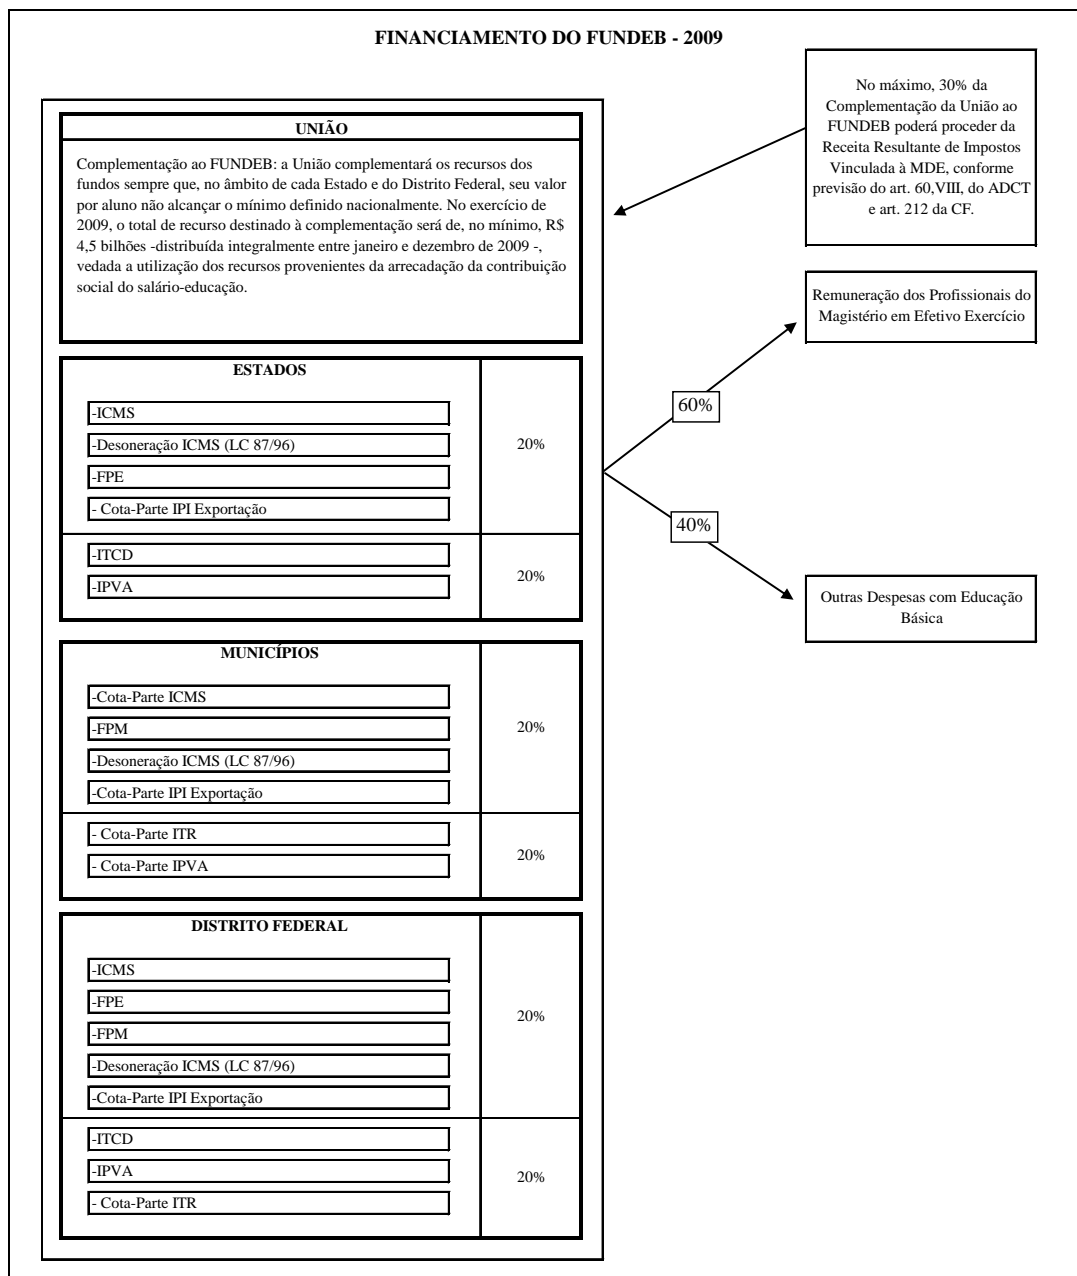 FINANCIAMENTO DO FUNDEB - 2009
No máximo, 30% da
Complementação da União ao
FUNDEB poderá proceder da
Receita Resultante de Impostos
Vinculada à MDE, conforme
previsão do art. 60,VIII, do ADCT
e art. 212 da CF.
UNIÃO
Complementação ao FUNDEB: a União complementará os recursos dos
fundos sempre que, no âmbito de cada Estado e do Distrito Federal, seu valor
por aluno não alcançar o mínimo definido nacionalmente. No exercício de
2009, o total de recurso destinado à complementação será de, no mínimo, R$
4,5 bilhões -distribuída integralmente entre janeiro e dezembro de 2009 -,
vedada a utilização dos recursos provenientes da arrecadação da contribuição
social do salário-educação.
Remuneração dos Profissionais do
Magistério em Efetivo Exercício
ESTADOS
-ICMS
-Desoneração ICMS (LC 87/96)
-FPE
- Cota-Parte IPI Exportação
20%
-ITCD
-IPVA
20%
60%
40%
Outras Despesas com Educação
Básica
MUNICÍPIOS
-Cota-Parte ICMS
-FPM
-Desoneração ICMS (LC 87/96)
-Cota-Parte IPI Exportação
20%
- Cota-Parte ITR
- Cota-Parte IPVA
20%
DISTRITO FEDERAL
-ICMS
-FPE
-FPM
-Desoneração ICMS (LC 87/96)
-Cota-Parte IPI Exportação
20%
-ITCD
-IPVA
- Cota-Parte ITR
20%